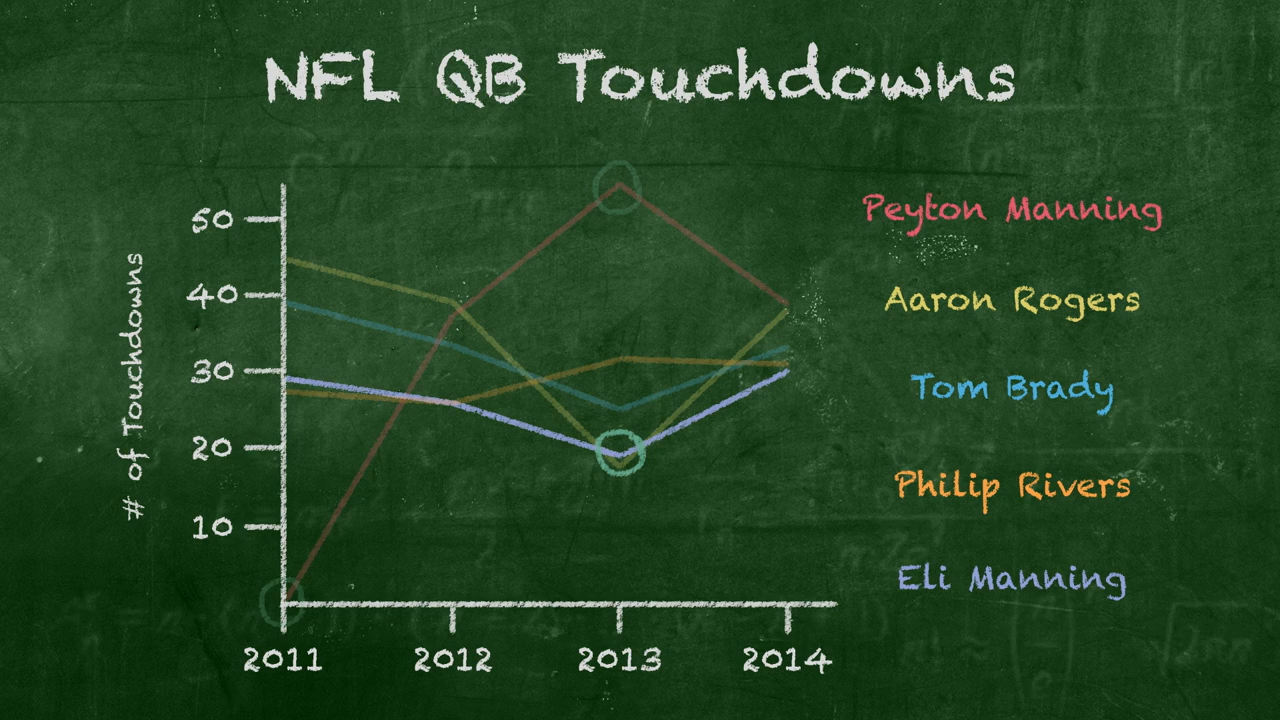 NFL QB Touchdowns
# of Touchdowns
50
40
30
20
10
2011 2012 2013 2014
Peyton Manning
Aaron Rogers
Tom Brady
Philip Rivers
Eli Manning